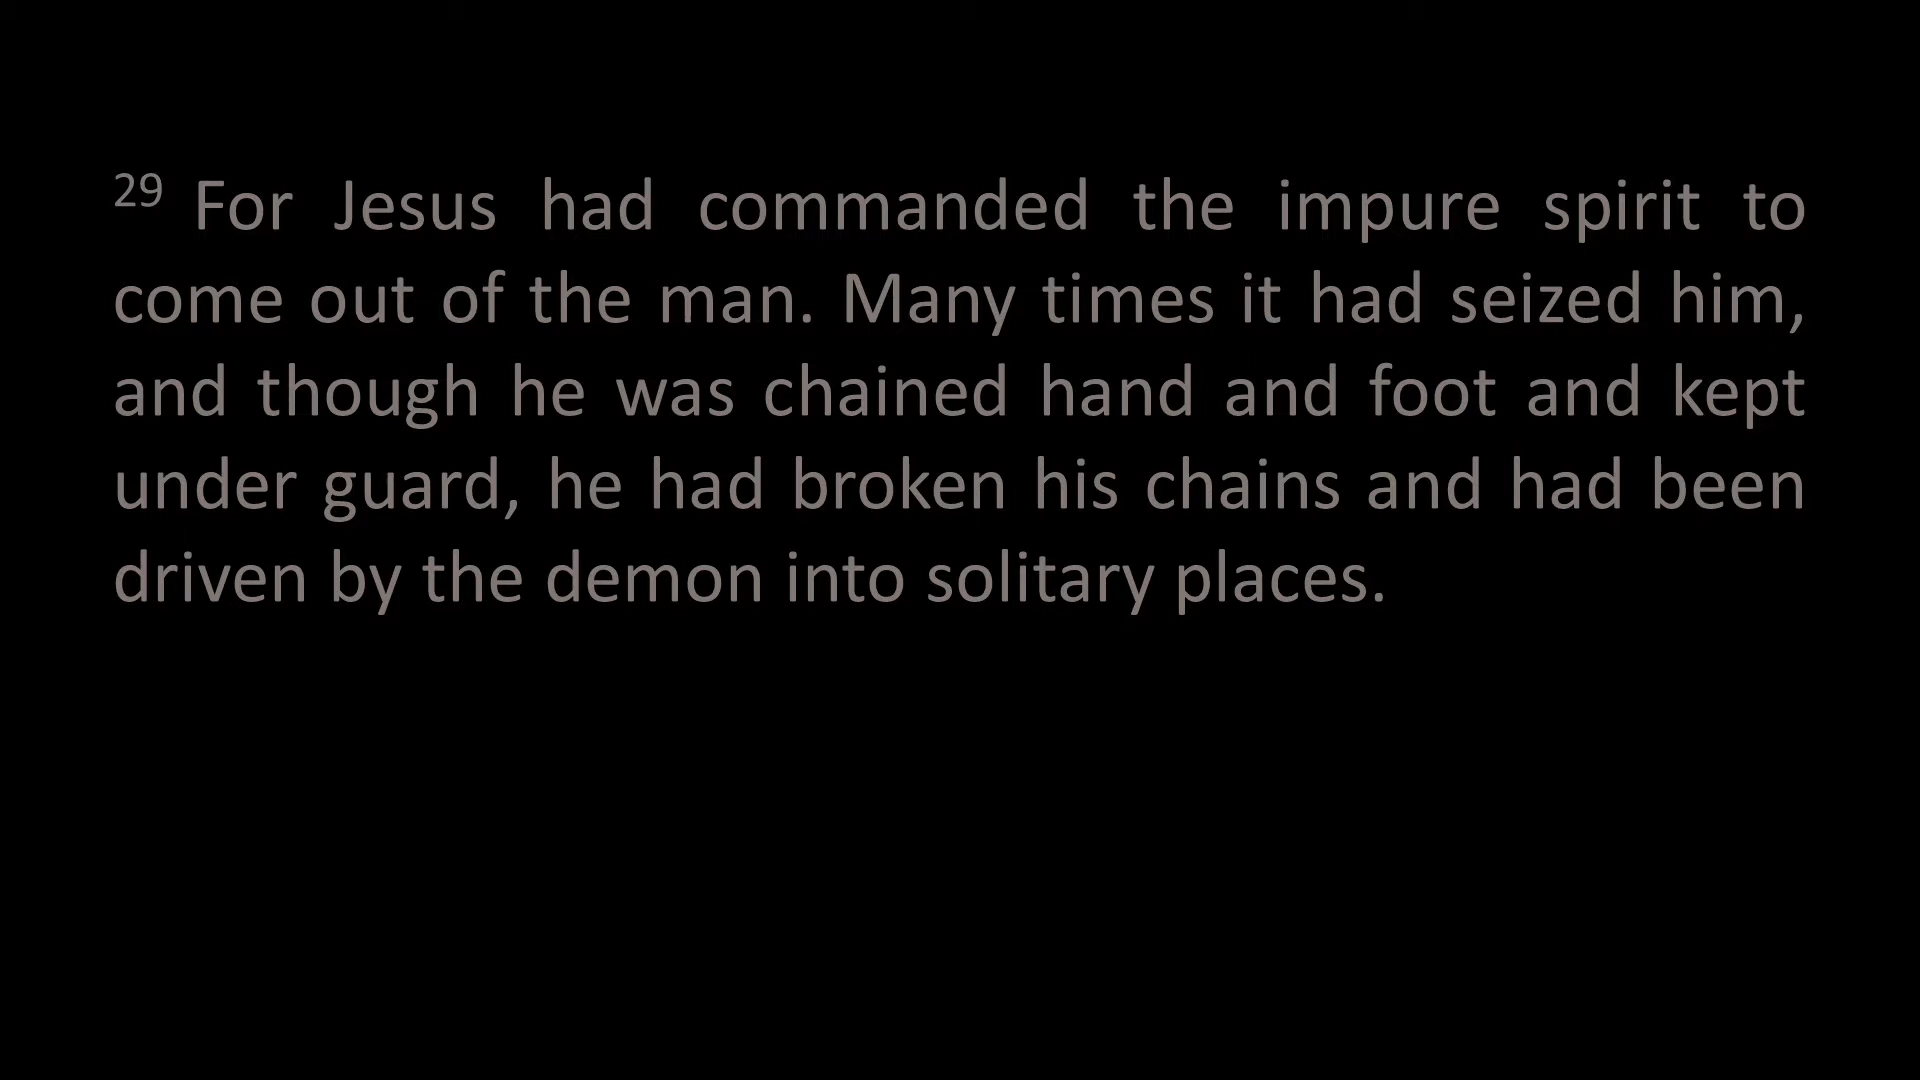 29 For Jesus had commanded the impure spirit to
come out of the man. Many times it had seized him,
and though he was chained hand and foot and kept
under guard, he had broken his chains and had been
driven by the demon into solitary places.